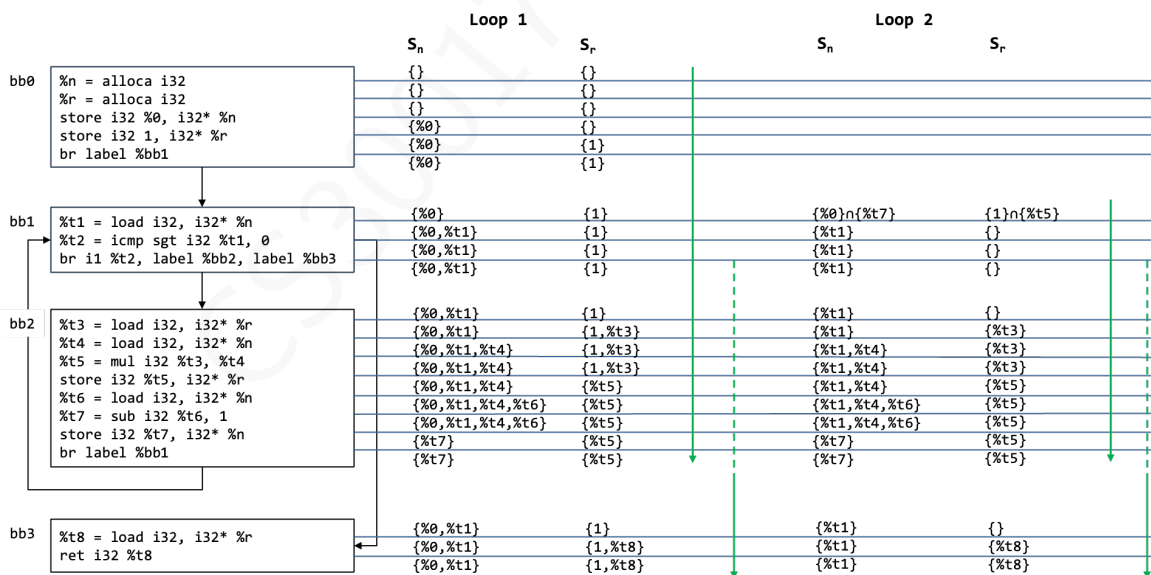 Loop 1 Loop 2
Sn Sr Sn Sr
{} {}
bb0 %n = alloca i32 {} {}
%r = alloca i32 {} {}
store i32 %0, i32* %n {%0} {}
store i32 1, i32* %r {%0} {1}
br label %bb1 {%0} {1}
{%0} {1} {%0}∩{%t7} {1}∩{%t5}
bb1 %t1 = load i32, i32* %n {%0,%t1} {1} {%t1} {}
%t2 = icmp sgt i32 %t1, 0 {%0,%t1} {1} {%t1} {}
br i1 %t2, label %bb2, label %bb3 {%0,%t1} {1} {%t1} {}
{%0,%t1} {1} {%t1} {}
bb2 %t3 = load i32, i32* %r {%0,%t1} {1,%t3} {%t1} {%t3}
%t4 = load i32, i32* %n {%0,%t1,%t4} {1,%t3} {%t1,%t4} {%t3}
%t5 = mul i32 %t3, %t4 {%0,%t1,%t4} {1,%t3} {%t1,%t4} {%t3}
store i32 %t5, i32* %r {%0,%t1,%t4} {%t5} {%t1,%t4} {%t5}
%t6 = load i32, i32* %n {%0,%t1,%t4,%t6} {%t5} {%t1,%t4,%t6} {%t5}
%t7 = sub i32 %t6, 1 {%0,%t1,%t4,%t6} {%t5} {%t1,%t4,%t6} {%t5}
store i32 %t7, i32* %n {%t7} {%t5} {%t7} {%t5}
br label %bb1 {%t7} {%t5} {%t7} {%t5}
{%0,%t1} {1} {%t1} {}
bb3 %t8 = load i32, i32* %r {%0,%t1} {1,%t8} {%t1} {%t8}
ret i32 %t8 {%0,%t1} {1,%t8} {%t1} {%t8}